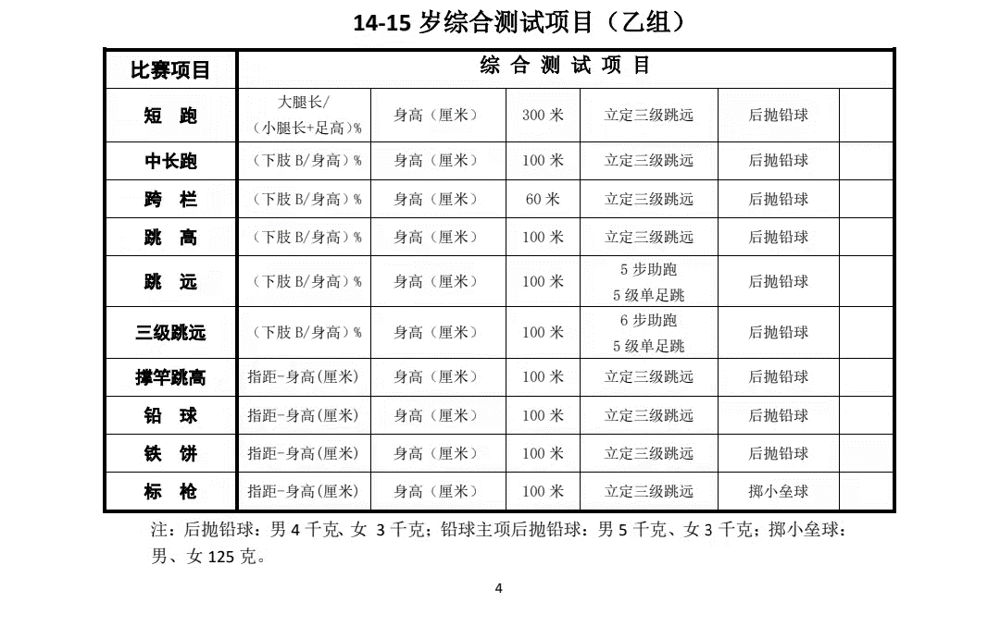 14-15 岁综合测试项目（乙组）
比赛项目 综 合 测 试 项 目
短 跑 大腿长/（小腿长+足高）% 身高（厘米） 300 米 立定三级跳远 后抛铅球
中长跑 （下肢 B/身高）% 身高（厘米） 100 米 立定三级跳远 后抛铅球
跨 栏 （下肢 B/身高）% 身高（厘米） 60 米 立定三级跳远 后抛铅球
跳 高 （下肢 B/身高）% 身高（厘米） 100 米 立定三级跳远 后抛铅球
跳 远 （下肢 B/身高）% 身高（厘米） 100 米 5 步助跑 5 级单足跳 后抛铅球
三级跳远 （下肢 B/身高）% 身高（厘米） 100 米 6 步助跑 5 级单足跳 后抛铅球
撑竿跳高 指距-身高(厘米) 身高（厘米） 100 米 立定三级跳远 后抛铅球
铅 球 指距-身高(厘米) 身高（厘米） 100 米 立定三级跳远 后抛铅球
铁 饼 指距-身高(厘米) 身高（厘米） 100 米 立定三级跳远 后抛铅球
标 枪 指距-身高(厘米) 身高（厘米） 100 米 立定三级跳远 掷小垒球
注：后抛铅球：男 4 千克、女 3 千克；铅球主项后抛铅球：男 5 千克、女 3 千克；掷小垒球：
男、女 125 克。
4